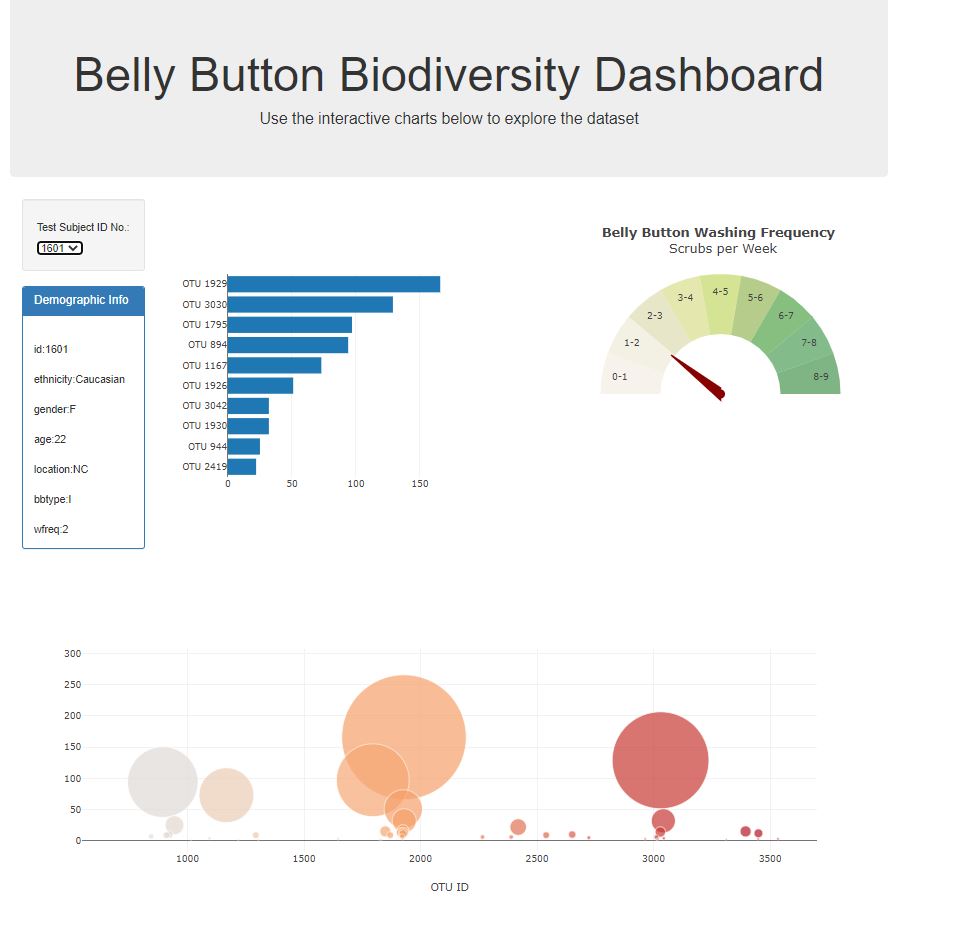 Belly Button Biodiversity Dashboard
Use the interactive charts below to explore the dataset
Test Subject ID No.:
1601
Demographic Info
id:1601
ethnicity:Caucasian
gender:F
age:22
location:NC
bbtype:I
wfreq:2
OTU 1929
OTU 3030
OTU 1795
OTU 894
OTU 1167
OTU 1926
OTU 3042
OTU 1930
OTU 944
OTU 2419
0 50 100 150
Belly Button Washing Frequency
Scrubs per Week
0-1
1-2
2-3
3-4
4-5
5-6
6-7
7-8
8-9
300
250
200
150
100
50
0
1000 1500 2000 2500 3000 3500
OTU ID